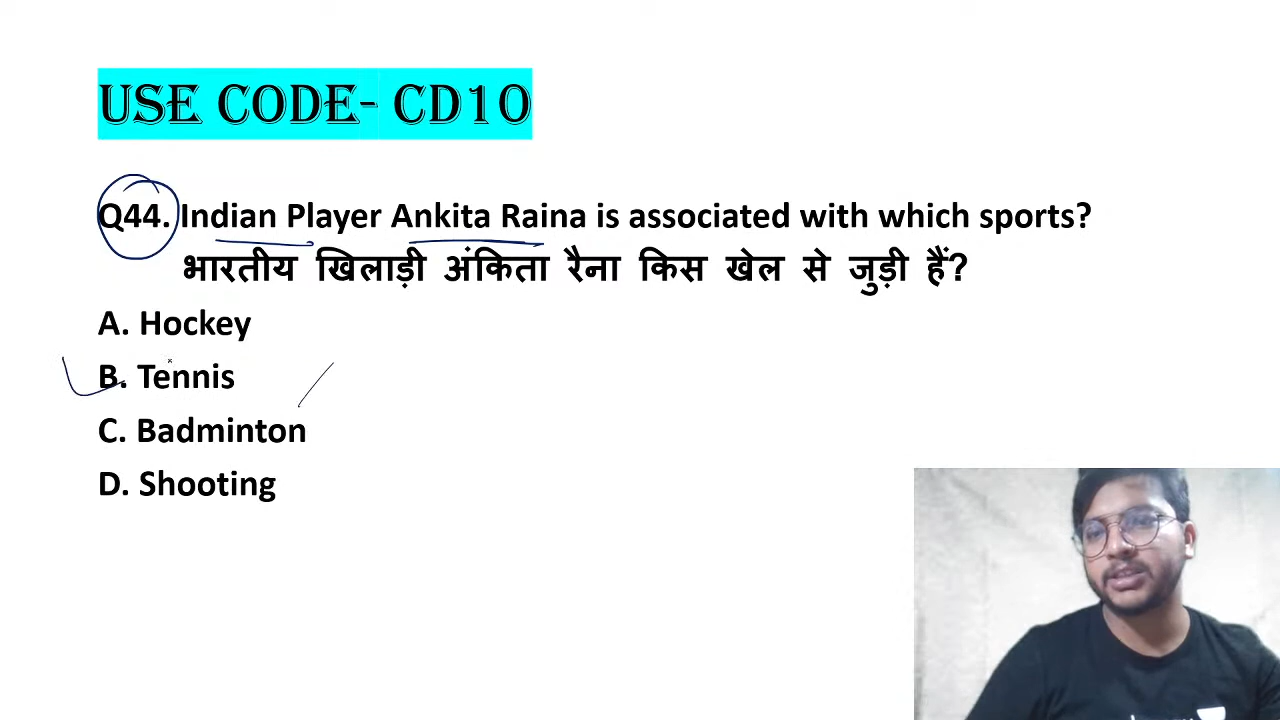 USE CODE- CD10
Q44. Indian Player Ankita Raina is associated with which sports?
भारतीय खिलाड़ी अंकिता रैना किस खेल से जुड़ी हैं?
A. Hockey
B. Tennis
C. Badminton
D. Shooting